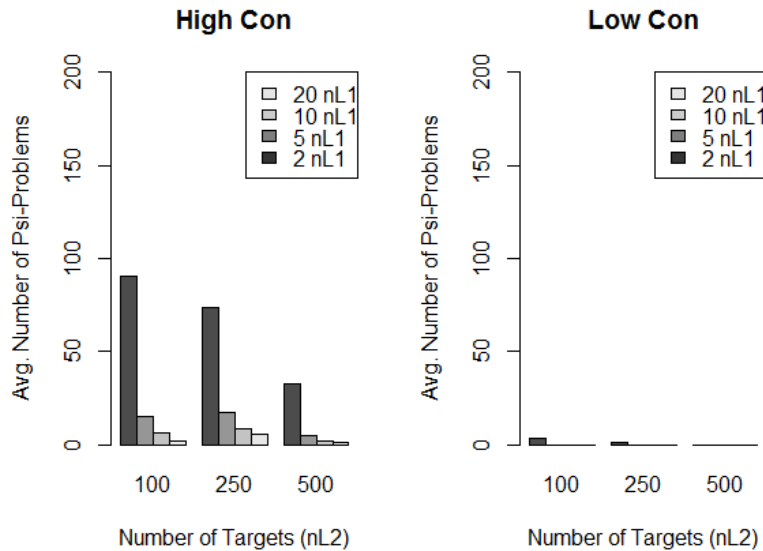 High Con
Avg. Number of Psi-Problems
200
150
100
50
0
20 nL1
10 nL1
5 nL1
2 nL1
100 250 500
Number of Targets (nL2)
Low Con
Avg. Number of Psi-Problems
200
150
100
50
0
20 nL1
10 nL1
5 nL1
2 nL1
100 250 500
Number of Targets (nL2)